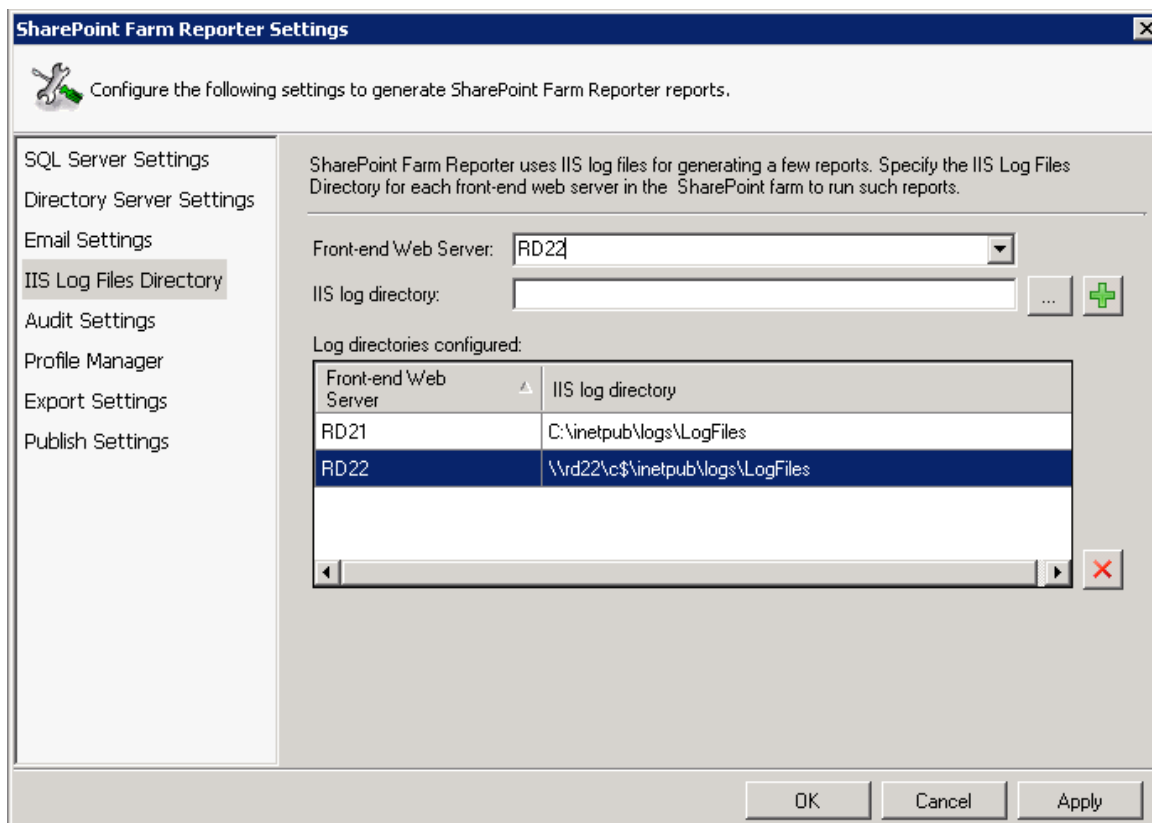 SharePoint Farm Reporter Settings
Configure the following settings to generate SharePoint Farm Reporter reports.
SQL Server Settings
Directory Server Settings
Email Settings
IIS Log Files Directory
Audit Settings
Profile Manager
Export Settings
Publish Settings
SharePoint Farm Reporter uses IIS log files for generating a few reports. Specify the IIS Log Files
Directory for each front-end web server in the SharePoint farm to run such reports.
Front-end Web Server: RD22
IIS log directory: ...
Log directories configured:
Front-end Web
Server
IIS log directory
RD21 C:\inetpub\logs\LogFiles
RD22 \\rd22\c$\inetpub\logs\LogFiles
OK Cancel Apply